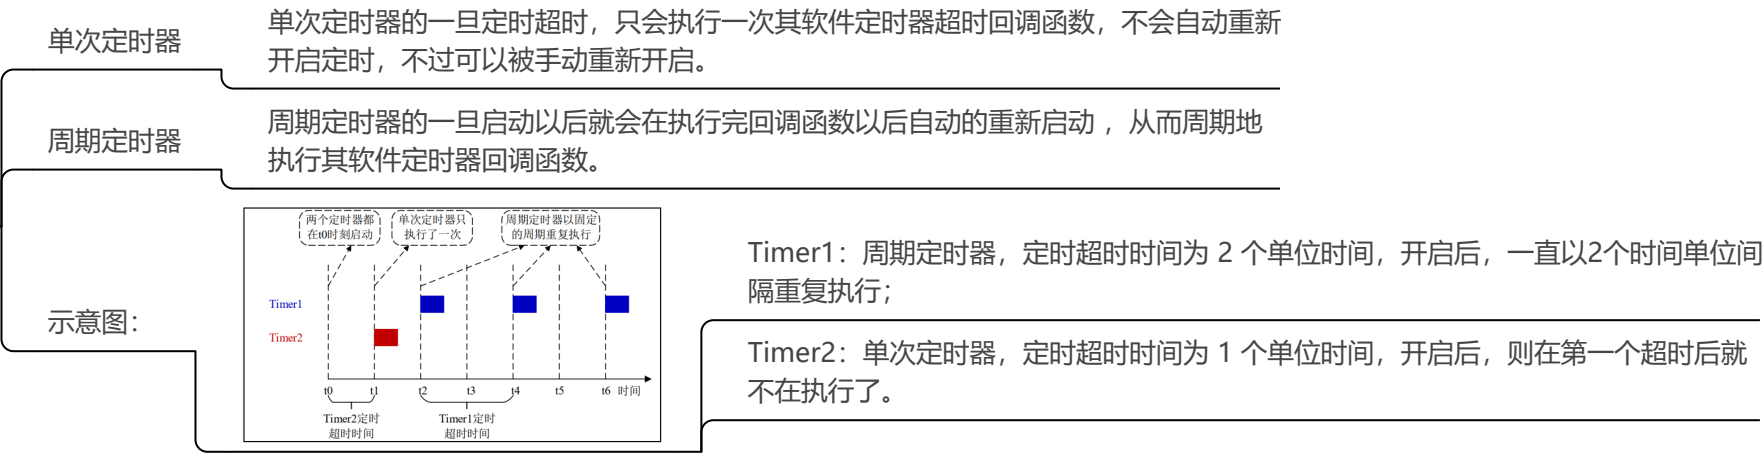 单次定时器
单次定时器的一旦定时超时，只会执行一次其软件定时器超时回调函数，不会自动重新
开启定时，不过可以被手动重新开启。
周期定时器
周期定时器的一旦启动以后就会在执行完回调函数以后自动的重新启动 ，从而周期地
执行其软件定时器回调函数。
示意图：
两个定时器都
在t0时刻启动
单次定时器只
执行了一次
周期定时器以固定
的周期重复执行
Timer1
Timer2
t0 t1 t2 t3 t4 t5 t6 时间
Timer2定时
超时时间
Timer1定时
超时时间
Timer1：周期定时器，定时超时时间为 2 个单位时间，开启后，一直以2个时间单位间
隔重复执行；
Timer2：单次定时器，定时超时时间为 1 个单位时间，开启后，则在第一个超时后就
不在执行了。